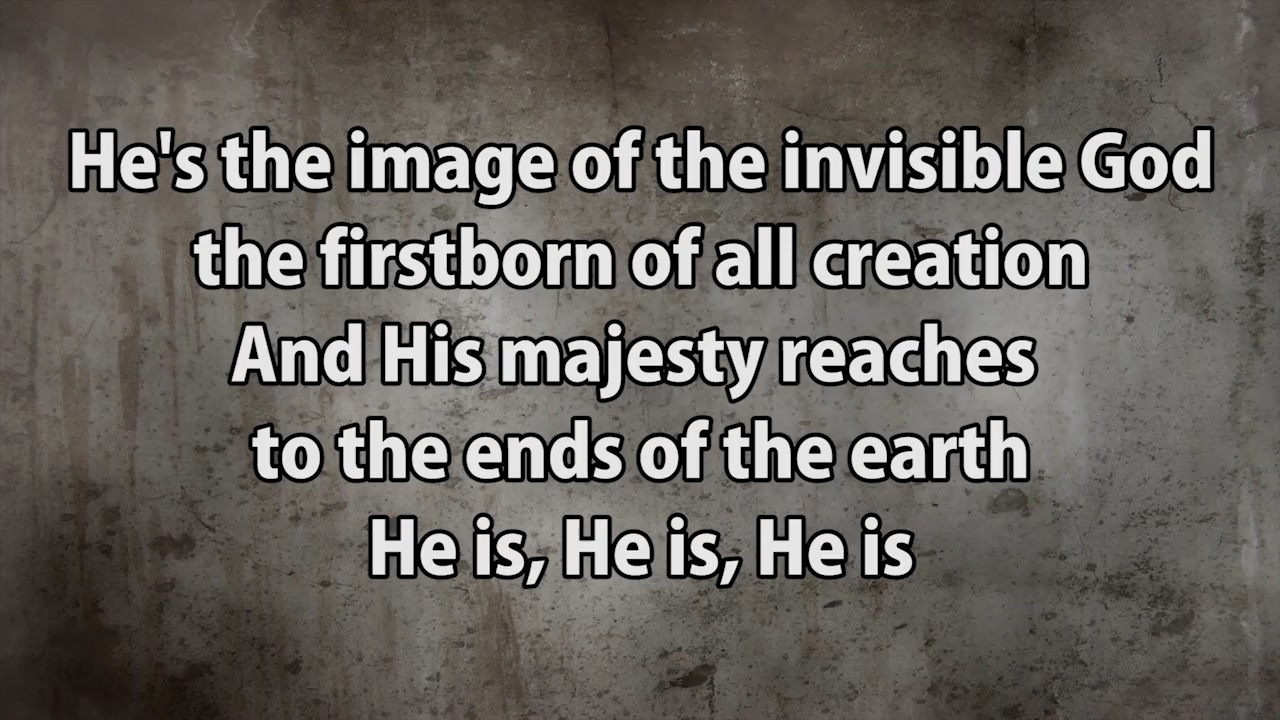 He's the image of the invisible God
the firstborn of all creation
And His majesty reaches
to the ends of the earth
He is, He is, He is